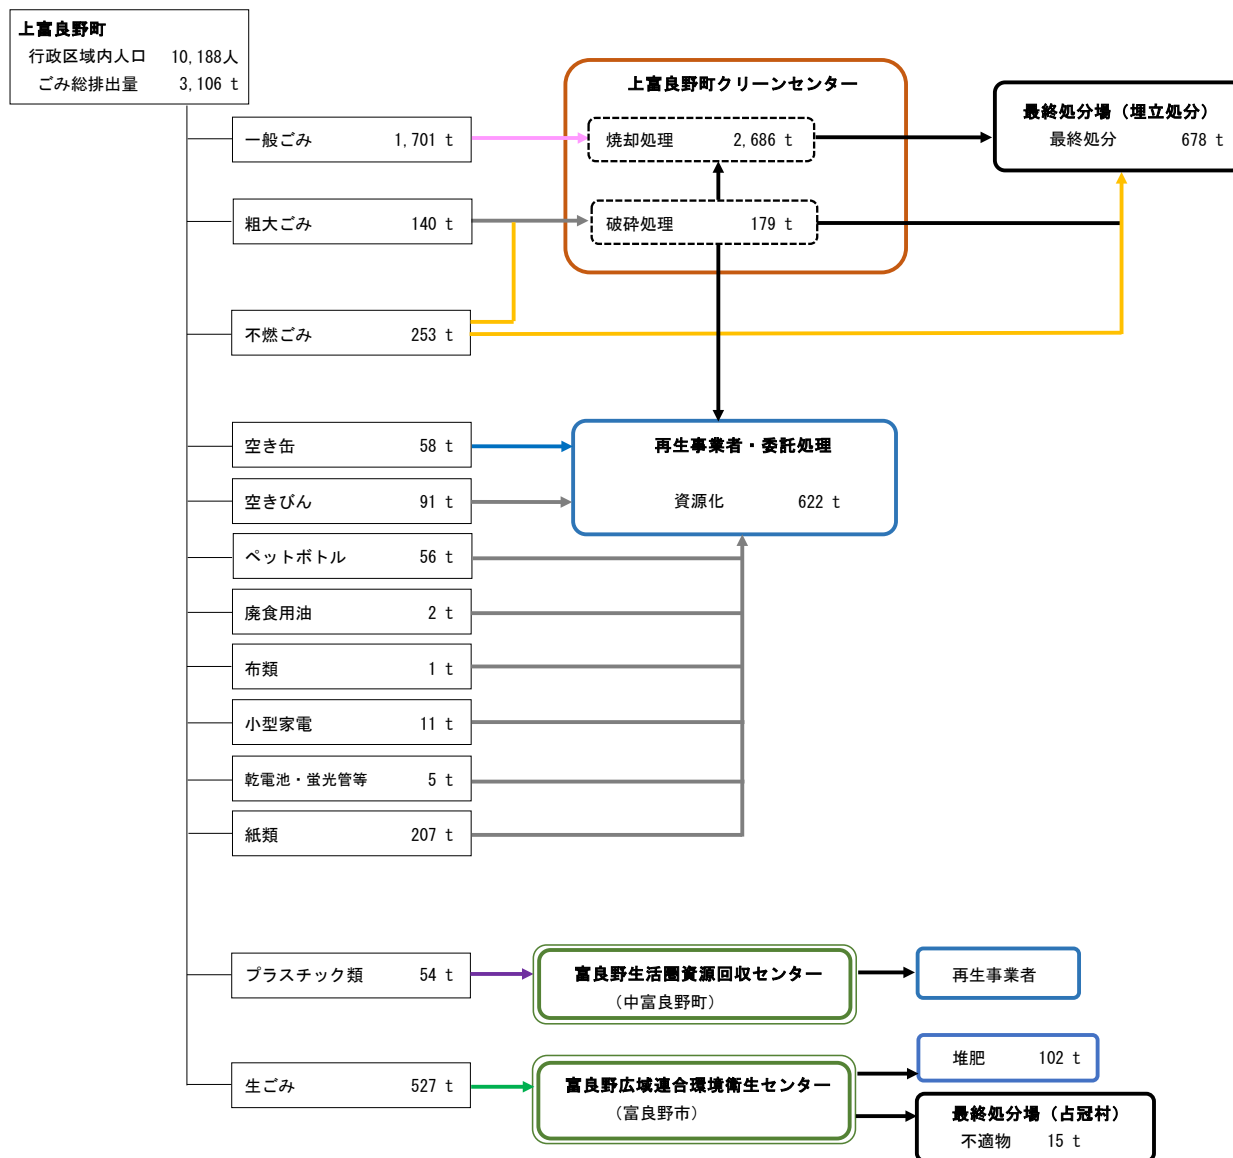 上富良野町
行政区域内人口 10,188人
ごみ総排出量 3,106 t
上富良野町クリーンセンター
最終処分場（埋立処分）
最終処分 678 t
一般ごみ 1,701 t
焼却処理 2,686 t
粗大ごみ 140 t
破砕処理 179 t
不燃ごみ 253 t
空き缶 58 t
再生事業者・委託処理
資源化 622 t
空きびん 91 t
ペットボトル 56 t
廃食用油 2 t
布類 1 t
小型家電 11 t
乾電池・蛍光管等 5 t
紙類 207 t
プラスチック類 54 t
富良野生活圏資源回収センター
（中富良野町）
再生事業者
生ごみ 527 t
富良野広域連合環境衛生センター
（富良野市）
堆肥 102 t
最終処分場（占冠村）
不適物 15 t